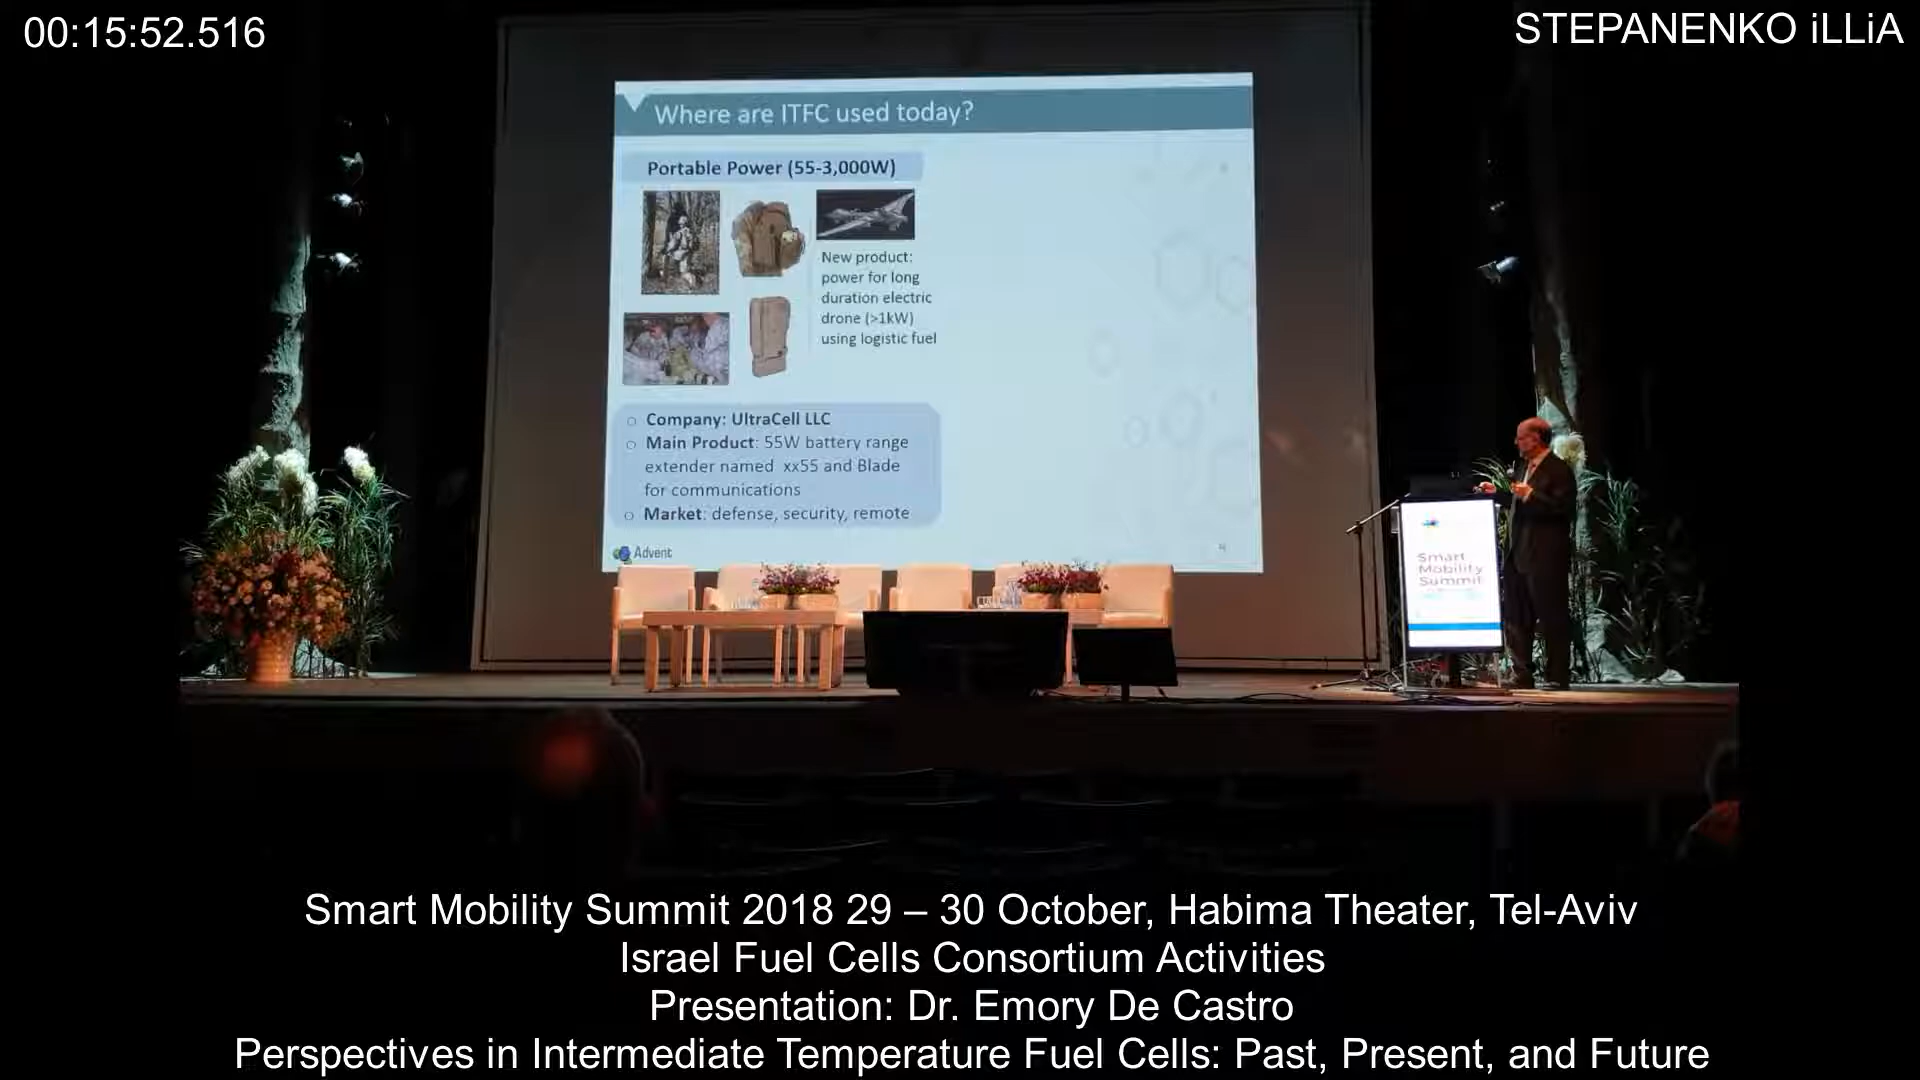 00:15:52.516
STEPANENKO iLLiA
Where are ITFC used today?
Portable Power (55-3,000W)
New product:
power for long
duration electric
drone (>1kW)
using logistic fuel
Company: UltraCell LLC
Main Product: 55W battery range
extender named xx55 and Blade
for communications
Market: defense, security, remote
Advent
Smart
Mobility
Summit
Smart Mobility Summit 2018 29 – 30 October, Habima Theater, Tel-Aviv
Israel Fuel Cells Consortium Activities
Presentation: Dr. Emory De Castro
Perspectives in Intermediate Temperature Fuel Cells: Past, Present, and Future